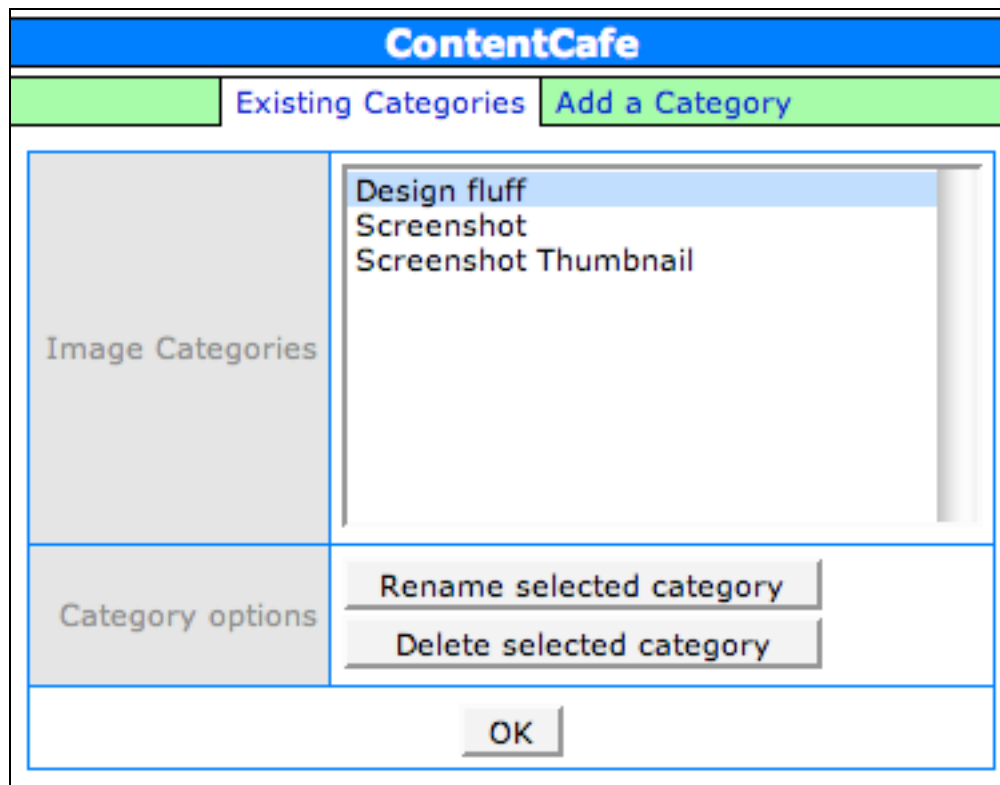 ContentCafe
Existing Categories
Add a Category
Image Categories
Design fluff
Screenshot
Screenshot Thumbnail
Category options
Rename selected category
Delete selected category
OK